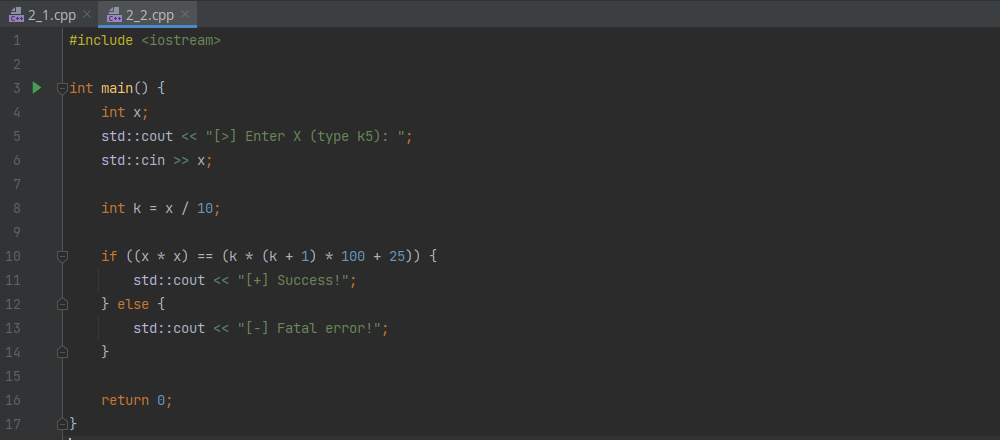 2_1.cpp 2_2.cpp
1 #include <iostream>
2
3 int main() {
4 int x;
5 std::cout << "[>] Enter X (type k5): ";
6 std::cin >> x;
7
8 int k = x / 10;
9
10 if ((x * x) == (k * (k + 1) * 100 + 25)) {
11 std::cout << "[+] Success!";
12 } else {
13 std::cout << "[-] Fatal error!";
14 }
15
16 return 0;
17 }